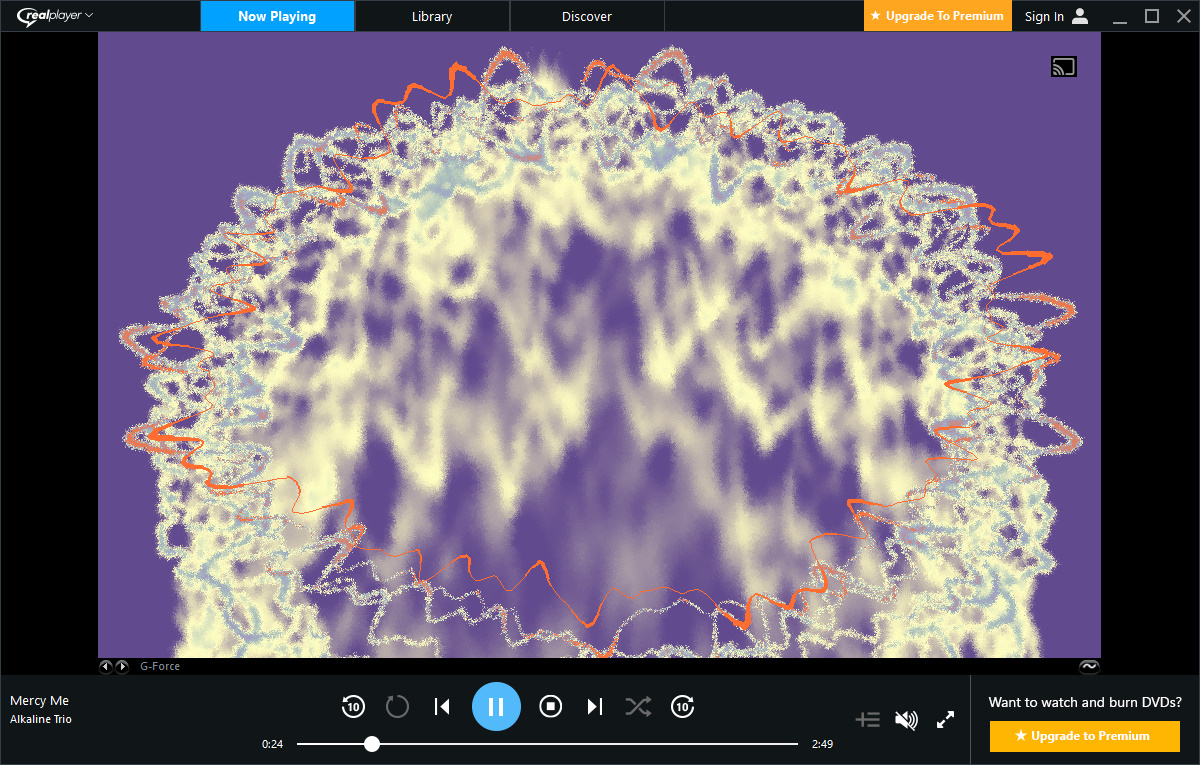 realplayer
Now Playing
Library
Discover
★ Upgrade To Premium
Sign In
G-Force
Mercy Me
Alkaline Trio
10
10
0:24
2:49
Want to watch and burn DVDs?
★ Upgrade to Premium